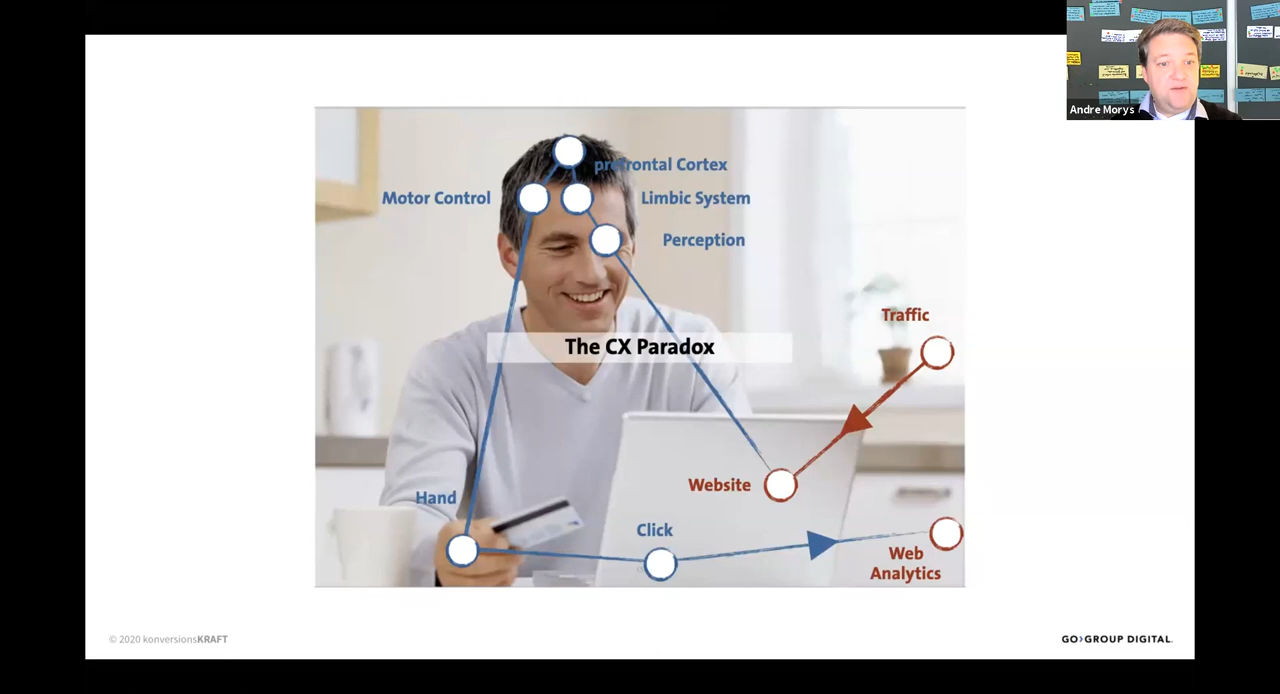 Andre Morys
prefrontal Cortex
Motor Control
Limbic System
Perception
Traffic
The CX Paradox
Website
Hand
Click
Web
Analytics
© 2020 konversionsKRAFT
GO>GROUP DIGITAL.